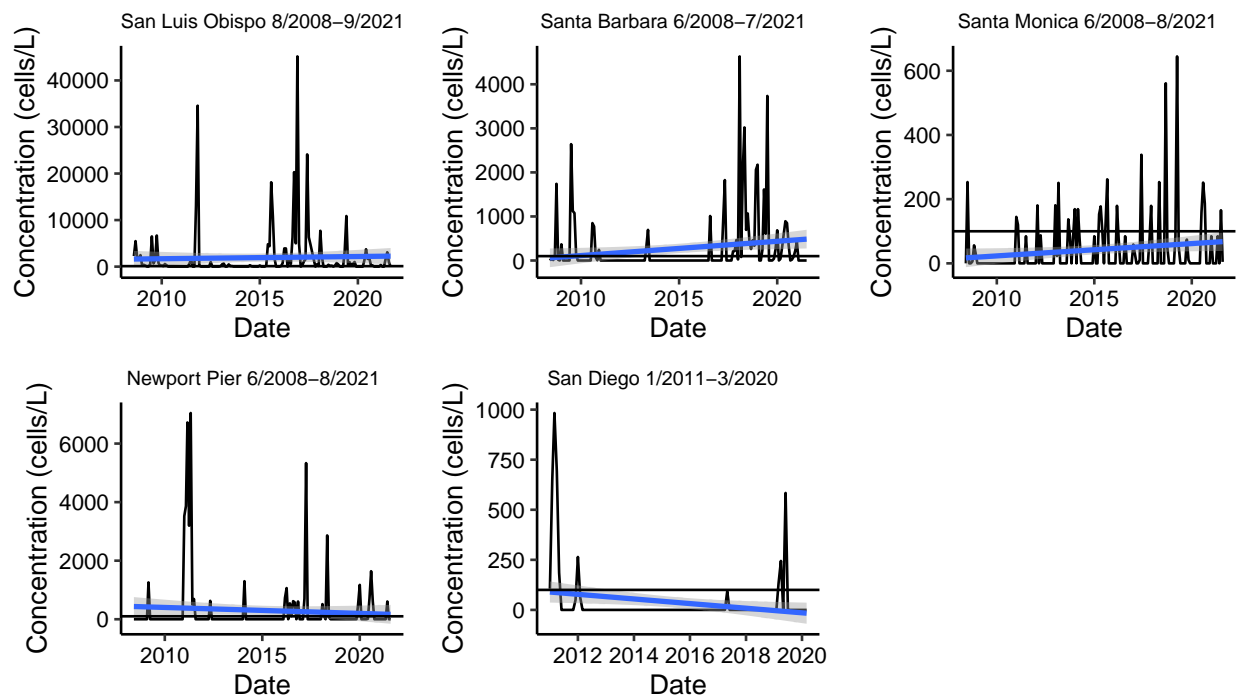 San Luis Obispo 8/2008–9/2021
Concentration (cells/L)
40000
30000
20000
10000
0
2010 2015 2020
Date
Santa Barbara 6/2008–7/2021
Concentration (cells/L)
4000
3000
2000
1000
0
2010 2015 2020
Date
Santa Monica 6/2008–8/2021
Concentration (cells/L)
600
400
200
0
2010 2015 2020
Date
Newport Pier 6/2008–8/2021
Concentration (cells/L)
6000
4000
2000
0
2010 2015 2020
Date
San Diego 1/2011–3/2020
Concentration (cells/L)
1000
750
500
250
0
2012 2014 2016 2018 2020
Date